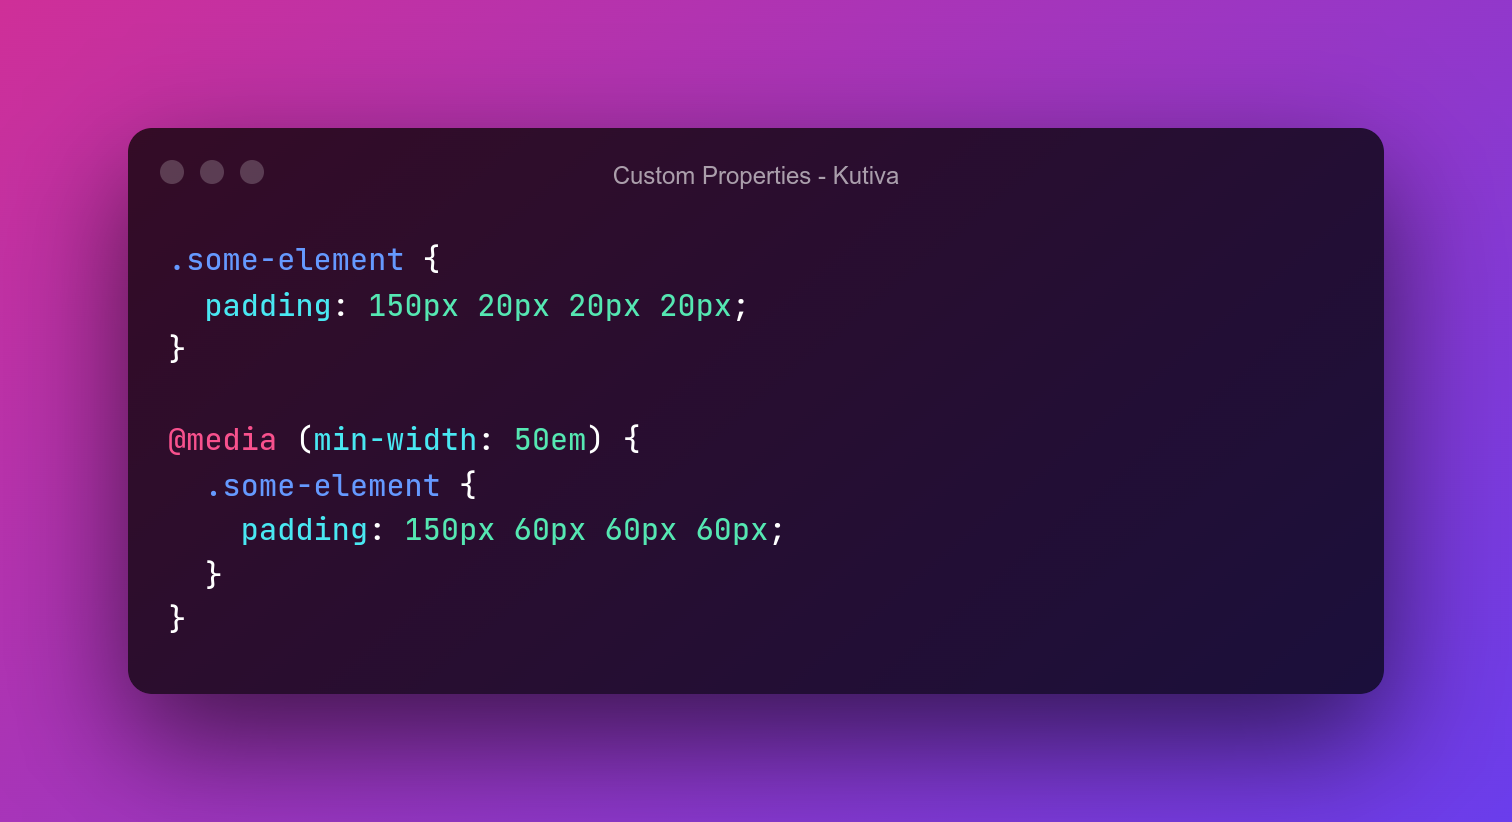 Custom Properties - Kutiva
.some-element {
  padding: 150px 20px 20px 20px;
}

@media (min-width: 50em) {
  .some-element {
    padding: 150px 60px 60px 60px;
  }
}